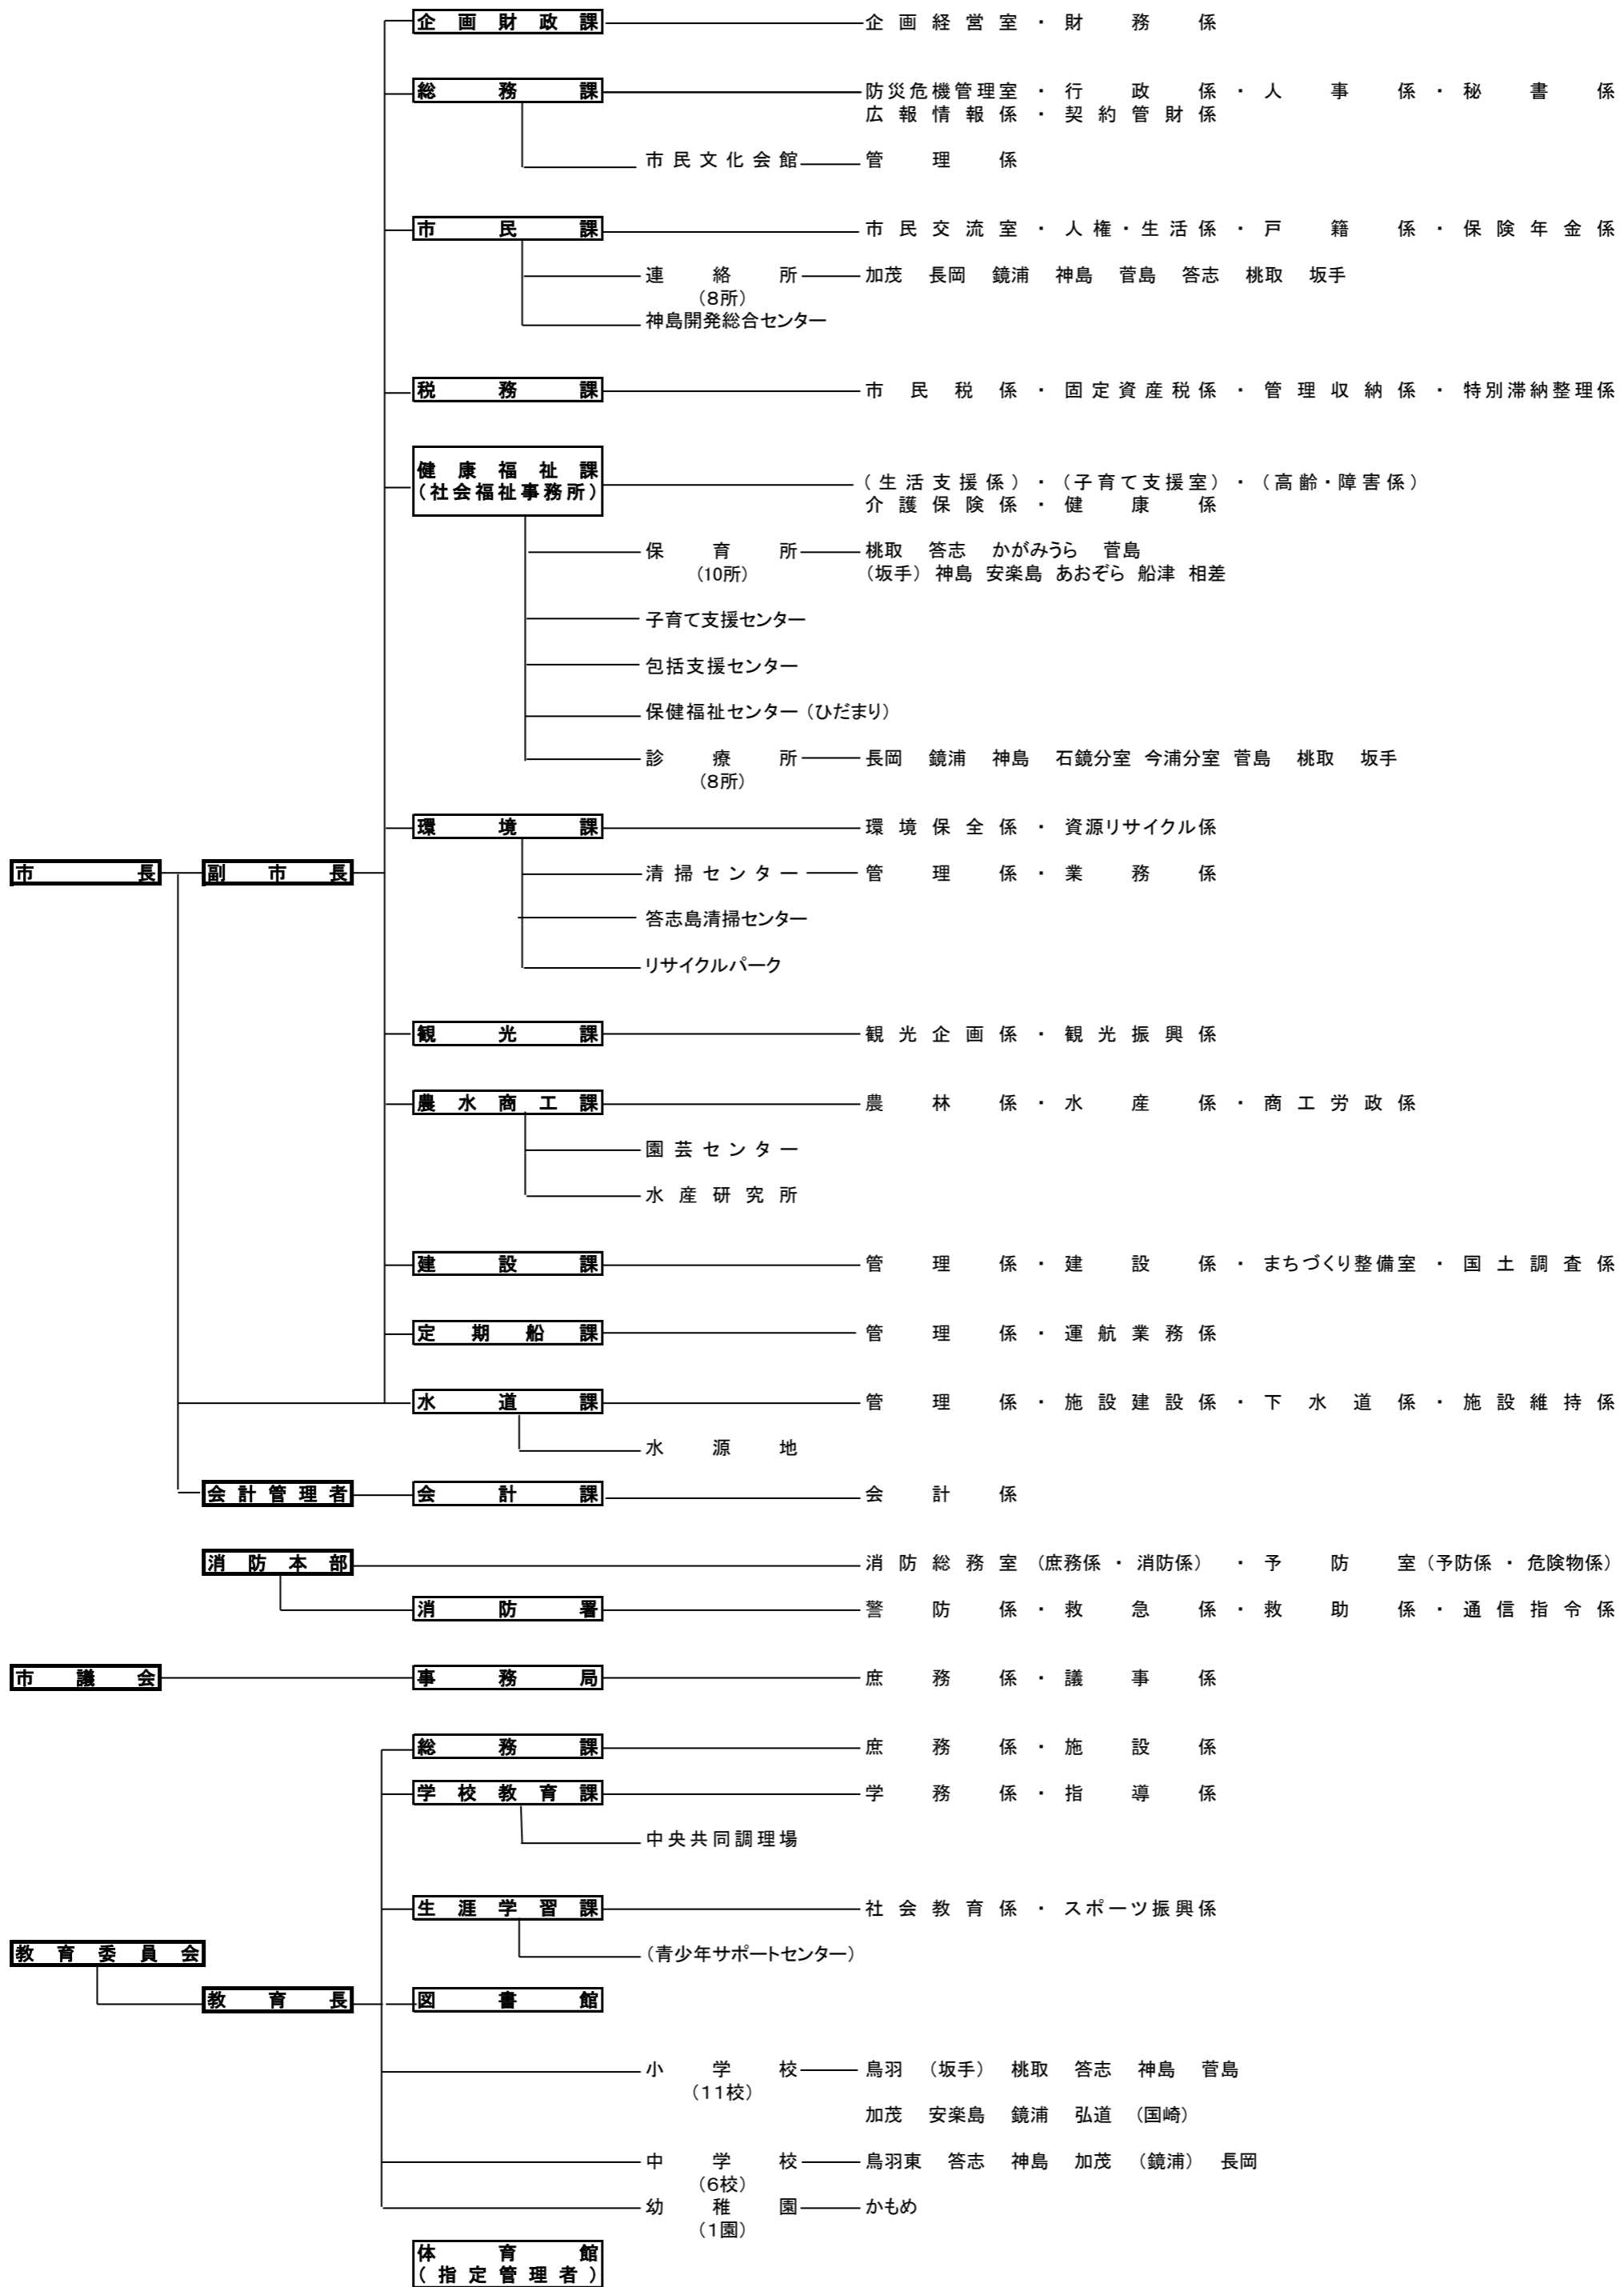 企画財政課 企画経営室・財務係
総務課 防災危機管理室・行政係・人事係・秘書係
広報情報係・契約管財係
市民文化会館 管理係
市民課 市民交流室・人権・生活係・戸籍係・保険年金係
連絡所 加茂 長岡 鏡浦 神島 菅島 答志 桃取 坂手
(8所)
神島開発総合センター
税務課 市民税係・固定資産税係・管理収納係・特別滞納整理係
健康福祉課
(社会福祉事務所) (生活支援係)・(子育て支援室)・(高齢・障害係)
介護保険係・健康係
保育所 桃取 答志 かがみうら 菅島
(10所) (坂手) 神島 安楽島 あおぞら 船津 相差
子育て支援センター
包括支援センター
保健福祉センター(ひだまり)
診療所 長岡 鏡浦 神島 石鏡分室 今浦分室 菅島 桃取 坂手
(8所)
環境課 環境保全係・資源リサイクル係
市長 副市長 清掃センター 管理係・業務係
答志島清掃センター
リサイクルパーク
観光課 観光企画係・観光振興係
農水商工課 農林係・水産係・商工労政係
園芸センター
水産研究所
建設課 管理係・建設係・まちづくり整備室・国土調査係
定期船課 管理係・運航業務係
水道課 管理係・施設建設係・下水道係・施設維持係
水源地
会計管理者 会計課 会計係
消防本部 消防総務室(庶務係・消防係)・予防室(予防係・危険物係)
消防署 警防係・救急係・救助係・通信指令係
市議会 事務局 庶務係・議事係
総務課 庶務係・施設係
学校教育課 学務係・指導係
中央共同調理場
生涯学習課 社会教育係・スポーツ振興係
教育委員会 (青少年サポートセンター)
教育長 図書館
小学校 鳥羽 (坂手) 桃取 答志 神島 菅島
(11校)
加茂 安楽島 鏡浦 弘道 (国崎)
中学校 鳥羽東 答志 神島 加茂 (鏡浦) 長岡
(6校)
幼稚園 かもめ
(1園)
体育館
(指定管理者)